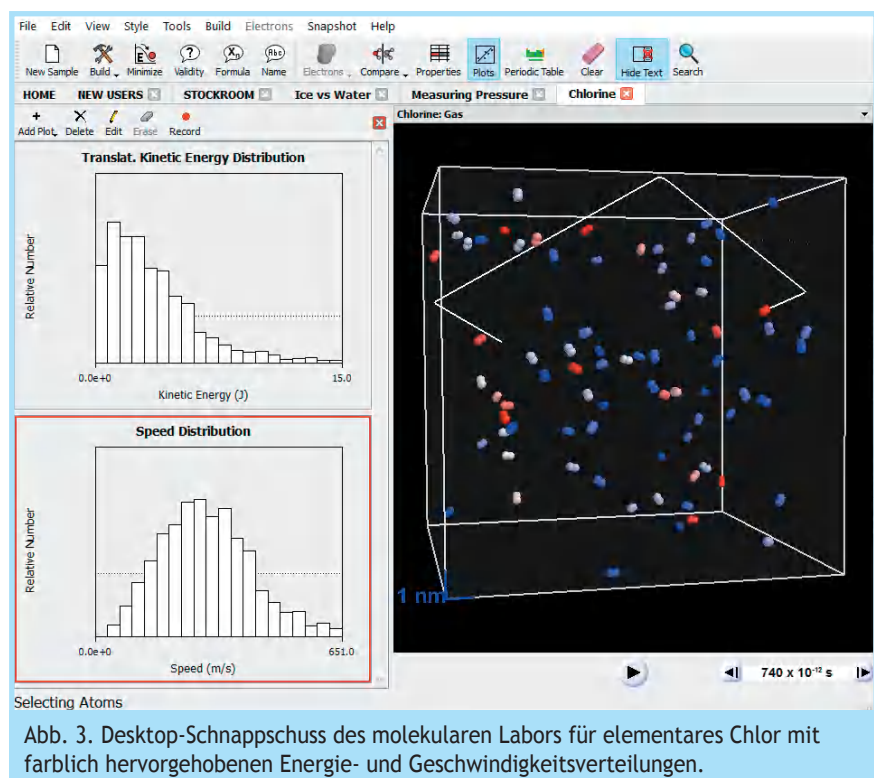 File Edit View Style Tools Build Electrons Snapshot Help
New Sample Build Minimize Validity Formula Name Electrons Compare Properties Plots Periodic Table Clear Hide Text Search
HOME NEW USERS STOCKROOM Ice vs Water Measuring Pressure Chlorine
Add Plot Delete Edit Erase Record
Chlorine: Gas
Translat. Kinetic Energy Distribution
Relative Number
0.0e+0 15.0
Kinetic Energy (J)
Speed Distribution
Relative Number
0.0e+0 651.0
Speed (m/s)
1 nm
740 x 10⁻¹² s
Selecting Atoms
Abb. 3. Desktop-Schnappschuss des molekularen Labors für elementares Chlor mit
farblich hervorgehobenen Energie- und Geschwindigkeitsverteilungen.